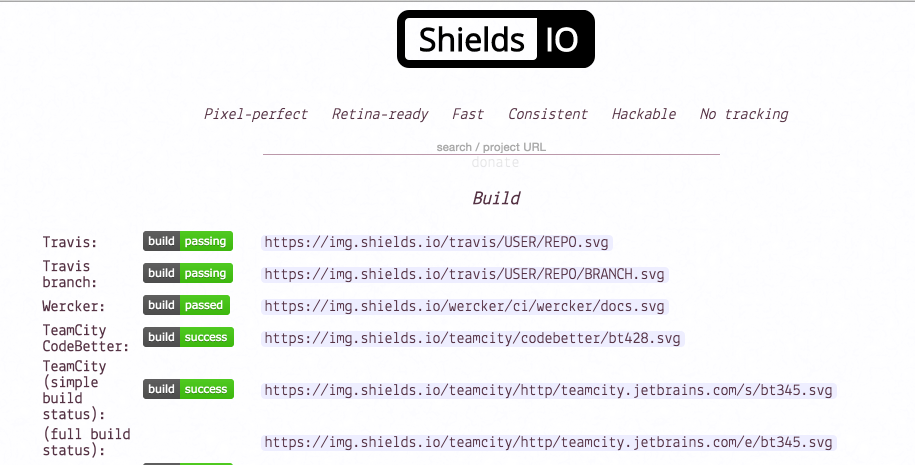 Shields IO
Pixel-perfect Retina-ready Fast Consistent Hackable No tracking
search / project URL
donate
Build
Travis: build passing https://img.shields.io/travis/USER/REPO.svg
Travis
branch: build passing https://img.shields.io/travis/USER/REPO/BRANCH.svg
Wercker: build passed https://img.shields.io/wercker/ci/wercker/docs.svg
TeamCity
CodeBetter: build success https://img.shields.io/teamcity/codebetter/bt428.svg
TeamCity
(simple
build
status): build success https://img.shields.io/teamcity/http/teamcity.jetbrains.com/s/bt345.svg
(full build
status): https://img.shields.io/teamcity/http/teamcity.jetbrains.com/e/bt345.svg